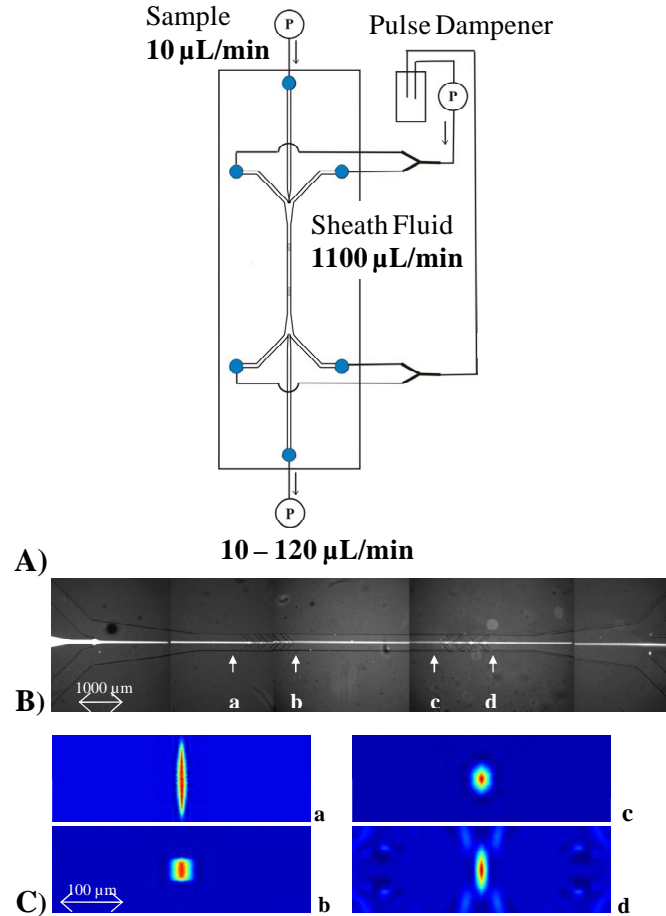 Sample
10 µL/min
P
Pulse Dampener
P
Sheath Fluid
1100 µL/min
P
10 – 120 µL/min
A)
1000 µm
a b c d
B)
a
c
100 µm
b
d
C)